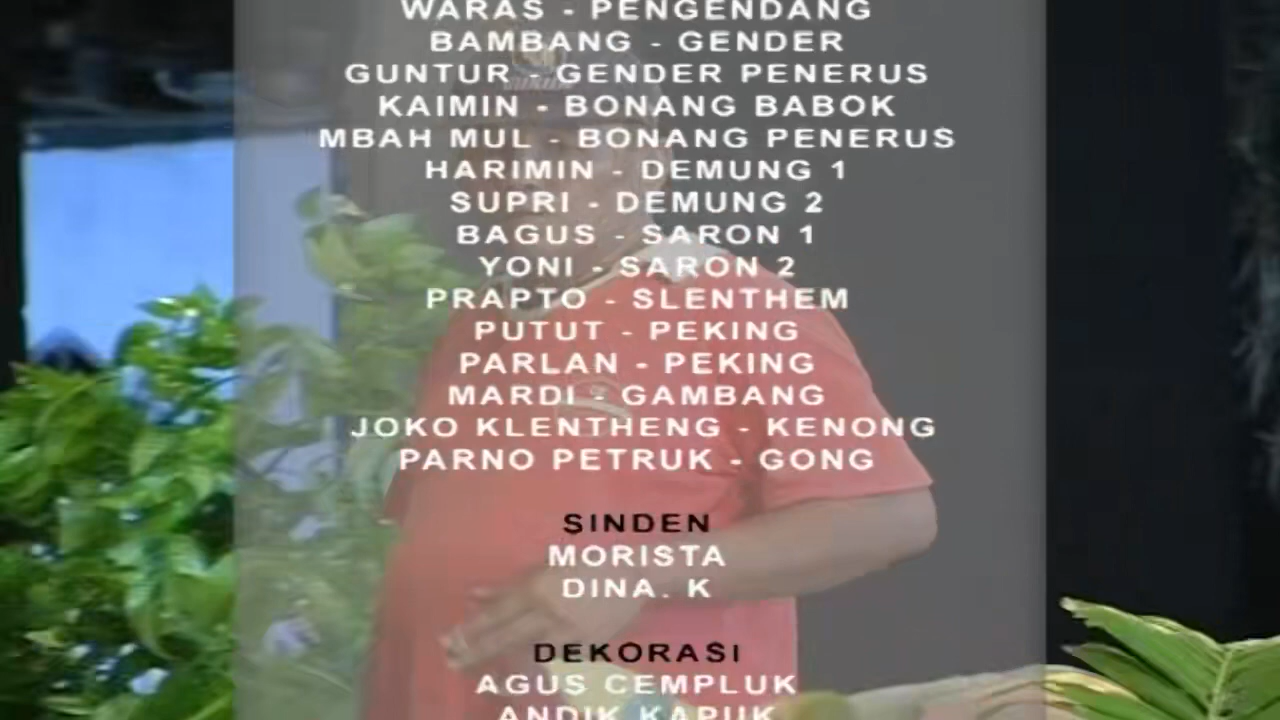 WARAS - PENGENDANG
BAMBANG - GENDER
GUNTUR - GENDER PENERUS
KAIMIN - BONANG BABOK
MBAH MUL - BONANG PENERUS
HARIMIN - DEMUNG 1
SUPRI - DEMUNG 2
BAGUS - SARON 1
YONI - SARON 2
PRAPTO - SLENTHEM
PUTUT - PEKING
PARLAN - PEKING
MARDI - GAMBANG
JOKO KLENTHENG - KENONG
PARNO PETRUK - GONG
SINDEN
MORISTA
DINA. K
DEKORASI
AGUS CEMPLUK
ANDIK KAPUK